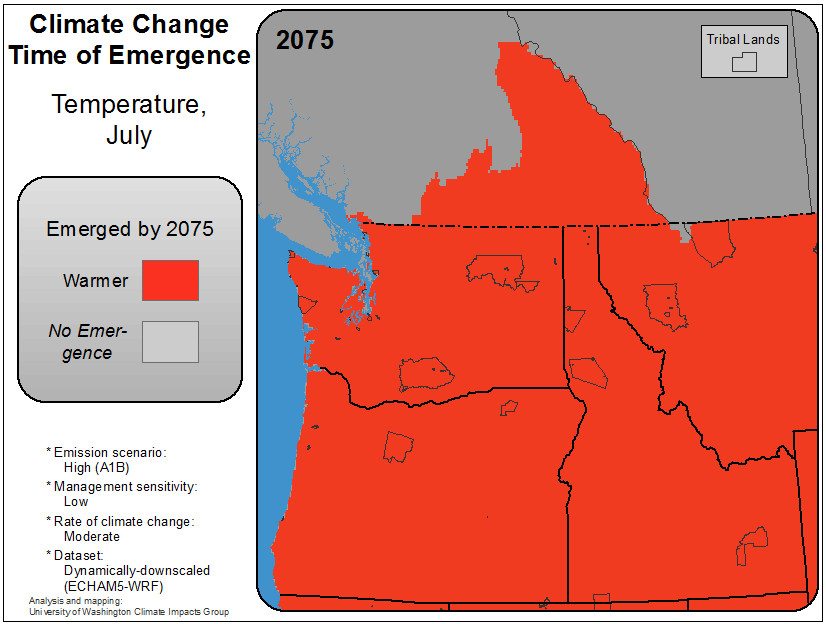 Climate Change
Time of Emergence
Temperature,
July
2075
Tribal Lands
Emerged by 2075
Warmer
No Emer-
gence
* Emission scenario:
High (A1B)
* Management sensitivity:
Low
* Rate of climate change:
Moderate
* Dataset:
Dynamically-downscaled
(ECHAM5-WRF)
Analysis and mapping:
University of Washington Climate Impacts Group